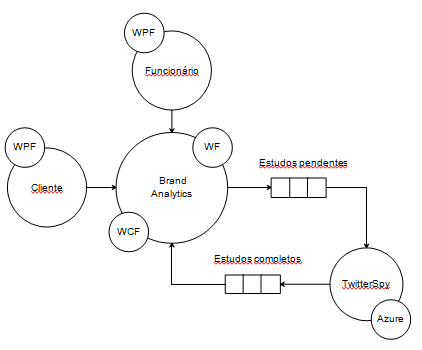 WPF
Funcionário
WPF
WF
Cliente
Brand
Analytics
WCF
Estudos pendentes
Estudos completos
TwitterSpy
Azure